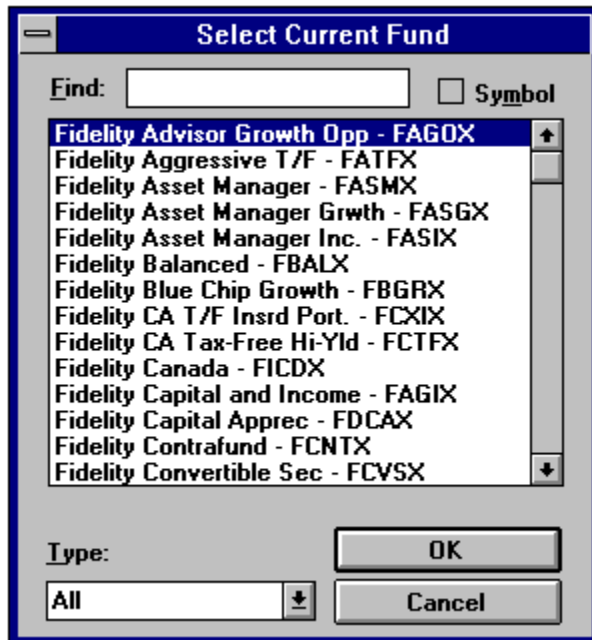 Select Current Fund
Find:
Symbol
Fidelity Advisor Growth Opp - FAGOX
Fidelity Aggressive T/F - FATFX
Fidelity Asset Manager - FASMX
Fidelity Asset Manager Grwth - FASGX
Fidelity Asset Manager Inc. - FASIX
Fidelity Balanced - FBALX
Fidelity Blue Chip Growth - FBGRX
Fidelity CA T/F Insrd Port. - FCXIX
Fidelity CA Tax-Free Hi-Yld - FCTFX
Fidelity Canada - FICDX
Fidelity Capital and Income - FAGIX
Fidelity Capital Apprec - FDCAX
Fidelity Contrafund - FCNTX
Fidelity Convertible Sec - FCVSX
Type:
OK
All
Cancel